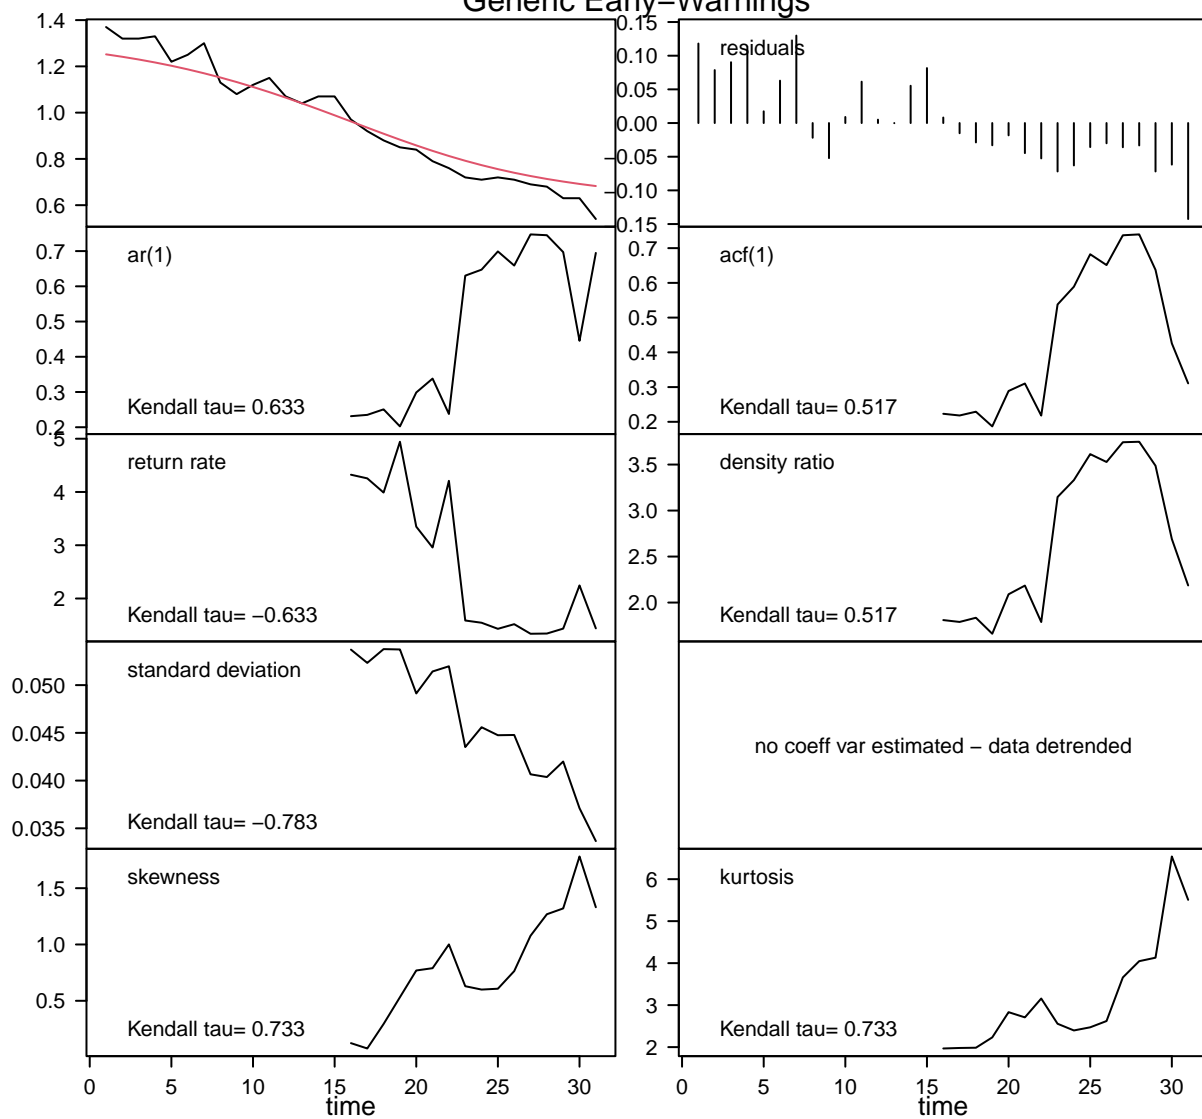 Generic Early−Warnings
1.4
1.2
1.0
0.8
0.6
residuals
0.15
0.10
0.05
0.00
0.05
0.10
0.15
ar(1)
0.7
0.6
0.5
0.4
0.3
0.2
Kendall tau= 0.633
acf(1)
0.7
0.6
0.5
0.4
0.3
0.2
Kendall tau= 0.517
return rate
5
4
3
2
Kendall tau= −0.633
density ratio
3.5
3.0
2.5
2.0
Kendall tau= 0.517
standard deviation
0.050
0.045
0.040
0.035
Kendall tau= −0.783
no coeff var estimated − data detrended
skewness
1.5
1.0
0.5
Kendall tau= 0.733
0 5 10 15 20 25 30
time
kurtosis
6
5
4
3
2
Kendall tau= 0.733
0 5 10 15 20 25 30
time